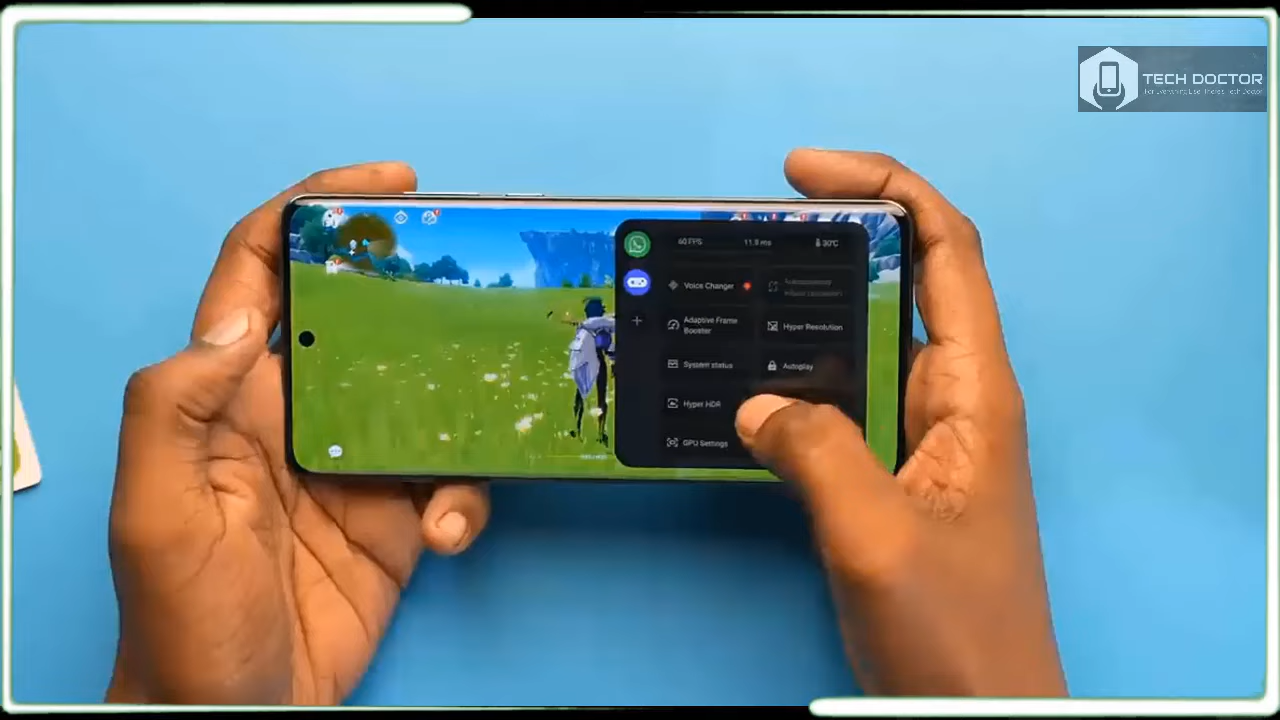 TECH DOCTOR
60 FPS 11.8 ms 30°C
Voice Changer
Adaptive Frame
Booster
Hyper Resolution
System status
Autoplay
Hyper HDR
GPU Settings